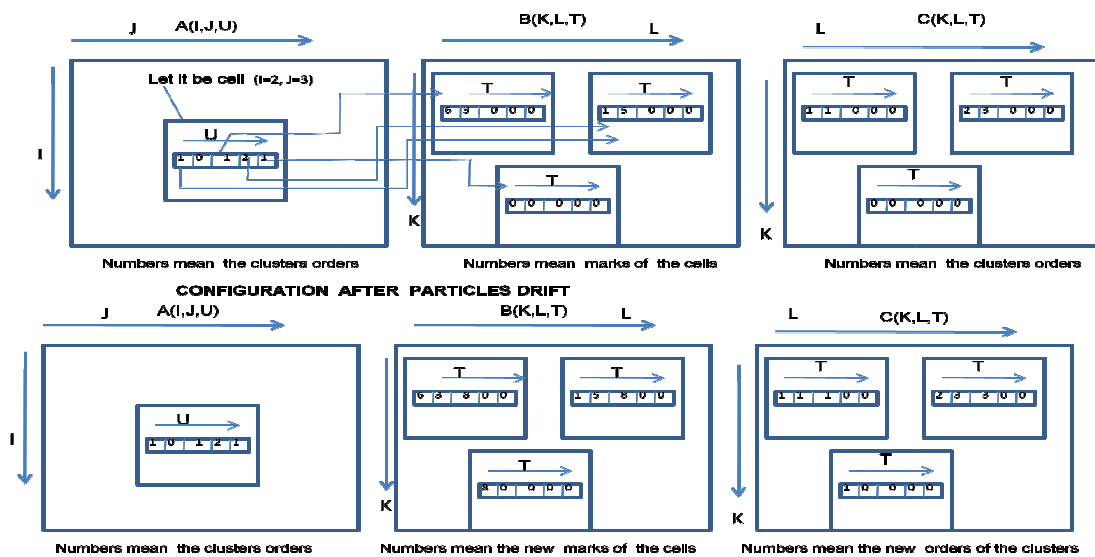 J A(I,J,U)
B(K,L,T) L
L C(K,L,T)
I
Let it be cell (I=2, J=3)
U
1 0 1 2 1
T
6 3 0 0 0
T
1 5 0 0 0
T
0 0 0 0 0
K
T
1 1 0 0 0
T
2 3 0 0 0
T
0 0 0 0 0
K
Numbers mean the clusters orders
Numbers mean marks of the cells
Numbers mean the clusters orders
CONFIGURATION AFTER PARTICLES DRIFT
J A(I,J,U)
B(K,L,T) L
L C(K,L,T)
I
U
1 0 1 2 1
T
6 3 8 0 0
T
1 5 8 0 0
T
8 0 0 0 0
K
T
1 1 1 0 0
T
2 3 3 0 0
T
1 0 0 0 0
K
Numbers mean the clusters orders
Numbers mean the new marks of the cells
Numbers mean the new orders of the clusters